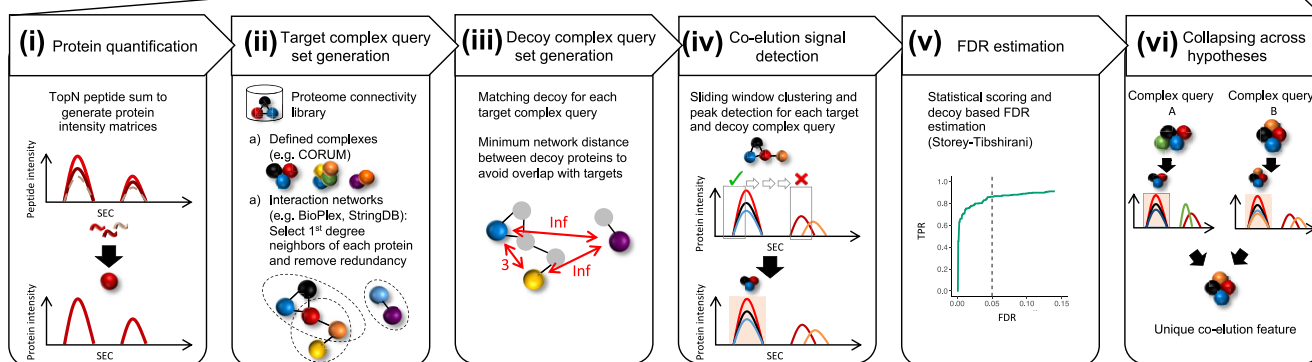 (i) Protein quantification
TopN peptide sum to
generate protein
intensity matrices
Peptide intensity
SEC
Protein intensity
SEC
(ii) Target complex query
set generation
Proteome connectivity
library
a) Defined complexes
(e.g. CORUM)
a) Interaction networks
(e.g. BioPlex, StringDB):
Select 1st degree
neighbors of each protein
and remove redundancy
(iii) Decoy complex query
set generation
Matching decoy for each
target complex query
Minimum network distance
between decoy proteins to
avoid overlap with targets
Inf
3
Inf
(iv) Co-elution signal
detection
Sliding window clustering and
peak detection for each target
and decoy complex query
Protein intensity
SEC
Protein intensity
SEC
(v) FDR estimation
Statistical scoring and
decoy based FDR
estimation
(Storey-Tibshirani)
TPR
1.0
0.8
0.6
0.4
0.2
0.0
0.00
0.05
0.10
0.15
FDR
(vi) Collapsing across
hypotheses
Complex query
A
Complex query
B
Protein intensity
SEC
SEC
Unique co-elution feature